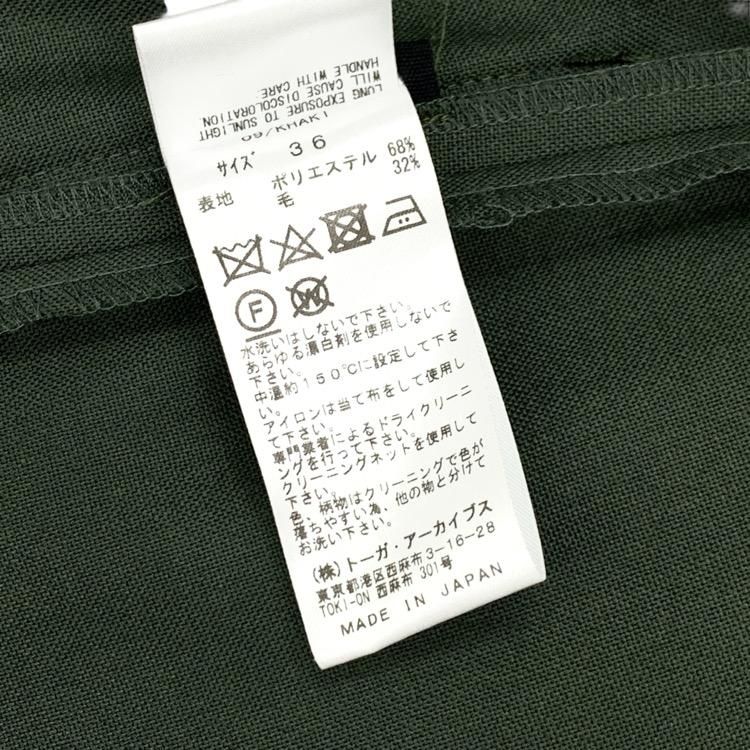 HANDLE WITH CARE.
WILL CAUSE DISCOLORATION.
LONG EXPOSURE TO SUNLIGHT
KHAKI
サイズ 36
表地 ポリエステル 68%
毛 32%
F
W
水洗いはしないで下さい。
あらゆる漂白剤を使用しないで
下さい。
中温約150℃に設定して下さ
い。
アイロンは当て布をして使用し
て下さい。
専門業者によるドライクリーニ
ングを行って下さい。
クリーニングネットを使用して
下さい。
色、柄物はクリーニングで色が
落ちやすい為、他の物と分けて
お洗い下さい。
(株)トーガ・アーカイブス
東京都港区西麻布3-16-28
TOKI-ON 西麻布 301号
MADE IN JAPAN